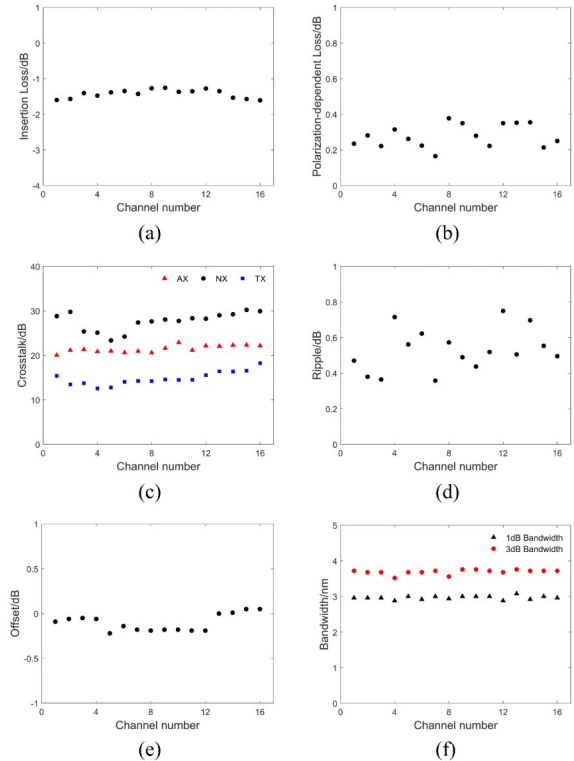 1
0
-1
-2
-3
-4
Insertion Loss/dB
0 4 8 12 16
Channel number
(a)
1
0.8
0.6
0.4
0.2
0
Polarization-dependent Loss/dB
0 4 8 12 16
Channel number
(b)
40
30
20
10
0
Crosstalk/dB
AX NX TX
0 4 8 12 16
Channel number
(c)
1
0.8
0.6
0.4
0.2
0
Ripple/dB
0 4 8 12 16
Channel number
(d)
1
0.5
0
-0.5
-1
Offset/dB
0 4 8 12 16
Channel number
(e)
5
4
3
2
1
0
Bandwidth/nm
1dB Bandwidth
3dB Bandwidth
0 4 8 12 16
Channel number
(f)